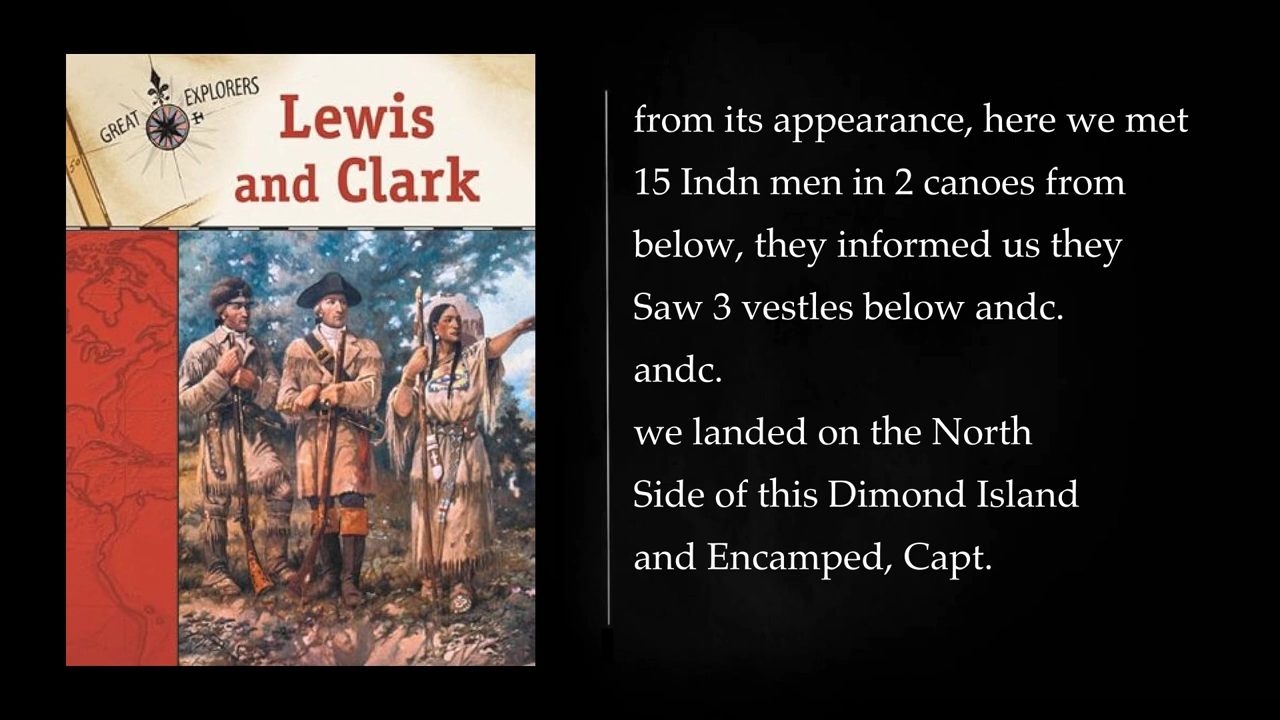 GREAT EXPLORERS
Lewis
and Clark
from its appearance, here we met
15 Indn men in 2 canoes from
below, they informed us they
Saw 3 vestles below andc.
andc.
we landed on the North
Side of this Dimond Island
and Encamped, Capt.